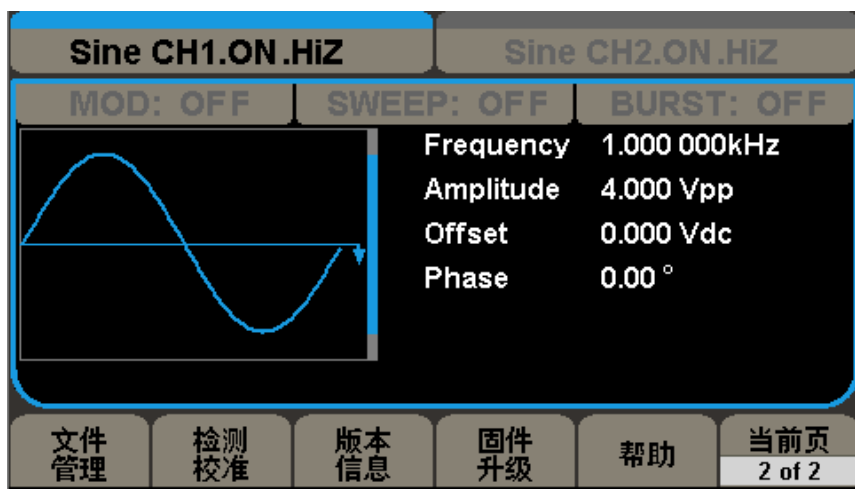 Sine CH1.ON.HiZ
Sine CH2.ON.HiZ
MOD: OFF
SWEEP: OFF
BURST: OFF
Frequency 1.000 000kHz
Amplitude 4.000 Vpp
Offset 0.000 Vdc
Phase 0.00 °
文件
管理
检测
校准
版本
信息
固件
升级
帮助
当前页
2 of 2